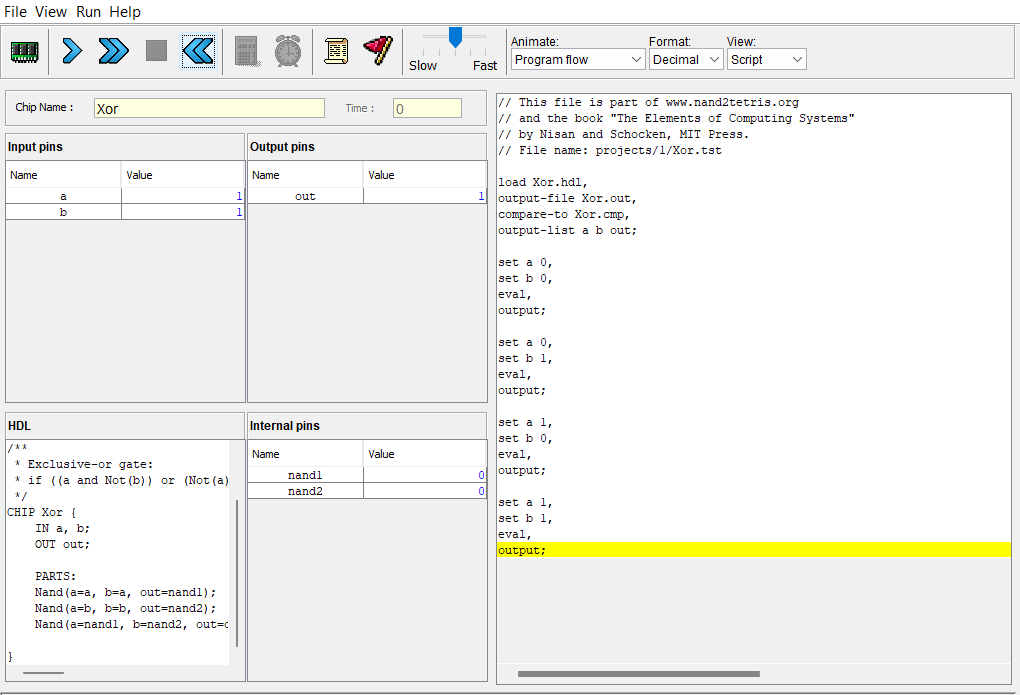 File View Run Help
Slow Fast
Animate: Format: View:
Program flow Decimal Script
Chip Name : Xor Time : 0
Input pins
Name Value
a 1
b 1
Output pins
Name Value
out 1
HDL
/**
 * Exclusive-or gate:
 * if ((a and Not(b)) or (Not(a)
 */
CHIP Xor {
    IN a, b;
    OUT out;

    PARTS:
    Nand(a=a, b=a, out=nand1);
    Nand(a=b, b=b, out=nand2);
    Nand(a=nand1, b=nand2, out=

}
Internal pins
Name Value
nand1 0
nand2 0
// This file is part of www.nand2tetris.org
// and the book "The Elements of Computing Systems"
// by Nisan and Schocken, MIT Press.
// File name: projects/1/Xor.tst

load Xor.hdl,
output-file Xor.out,
compare-to Xor.cmp,
output-list a b out;

set a 0,
set b 0,
eval,
output;

set a 0,
set b 1,
eval,
output;

set a 1,
set b 0,
eval,
output;

set a 1,
set b 1,
eval,
output;